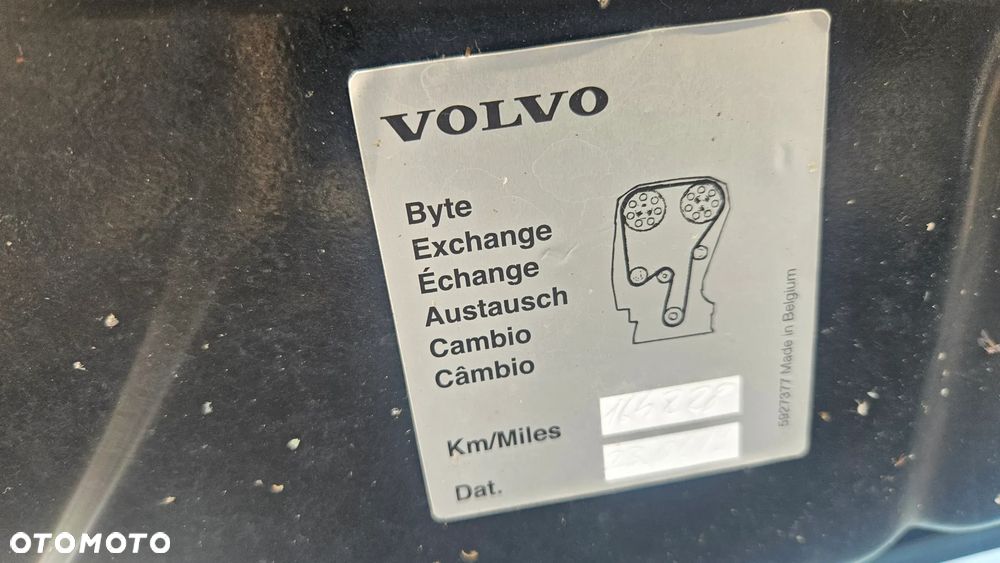 VOLVO
Byte
Exchange
Échange
Austausch
Cambio
Câmbio
Km/Miles
Dat.
5927377 Made in Belgium
OTOMOTO